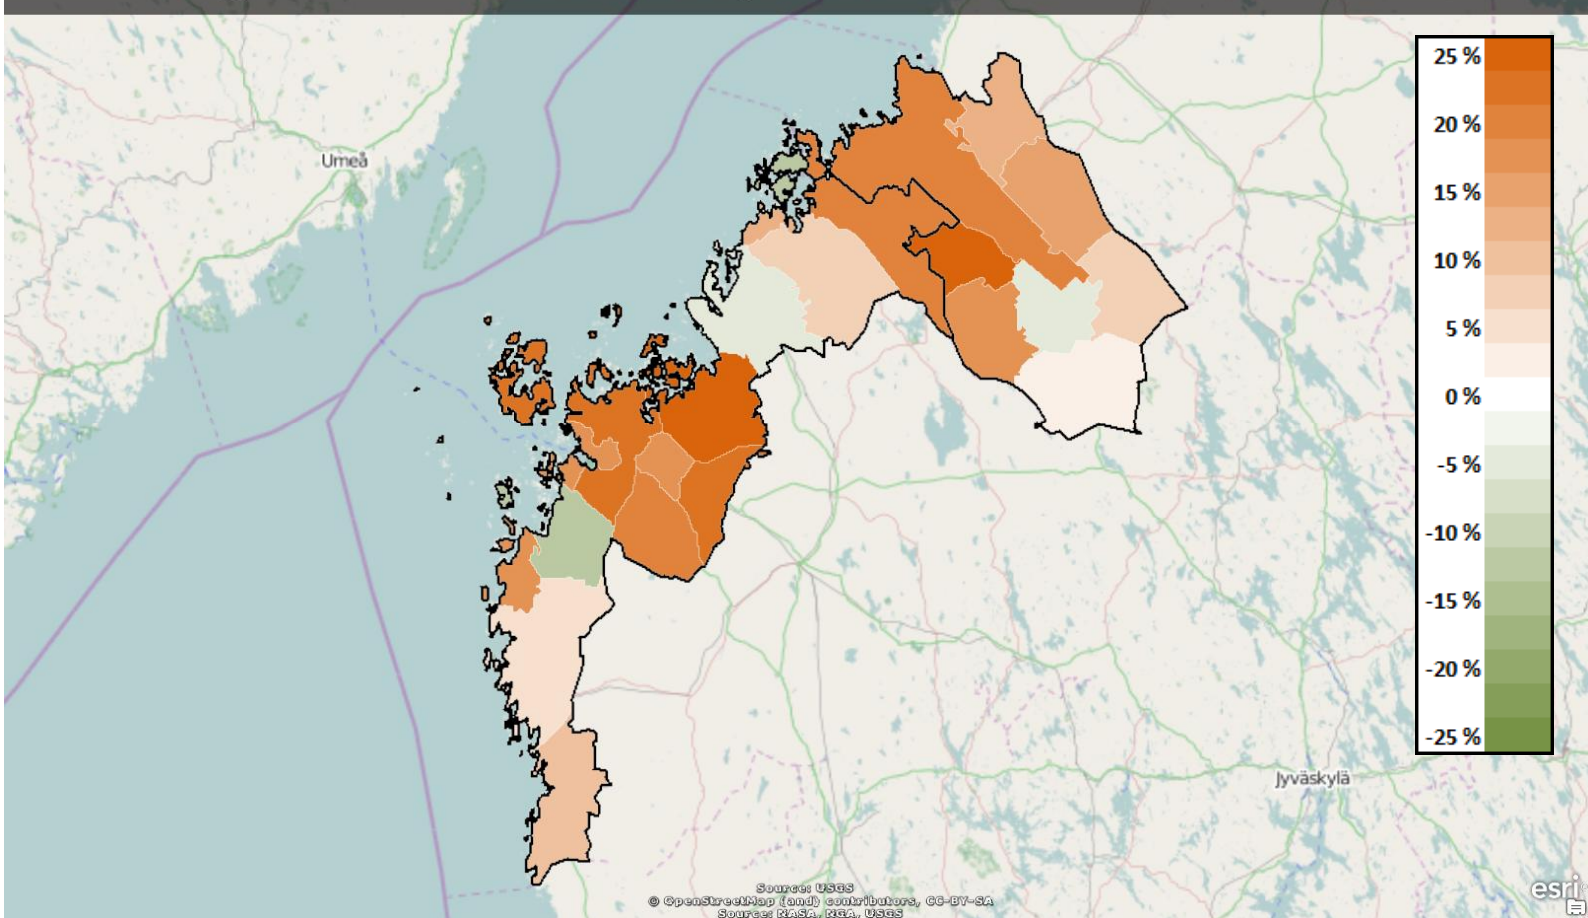 Umeå
25 %
20 %
15 %
10 %
5 %
0 %
-5 %
-10 %
-15 %
-20 %
-25 %
Jyväskylä
Source: USGS
© OpenStreetMap (and) contributors, CC-BY-SA
Source: NASA, NGA, USGS
esri